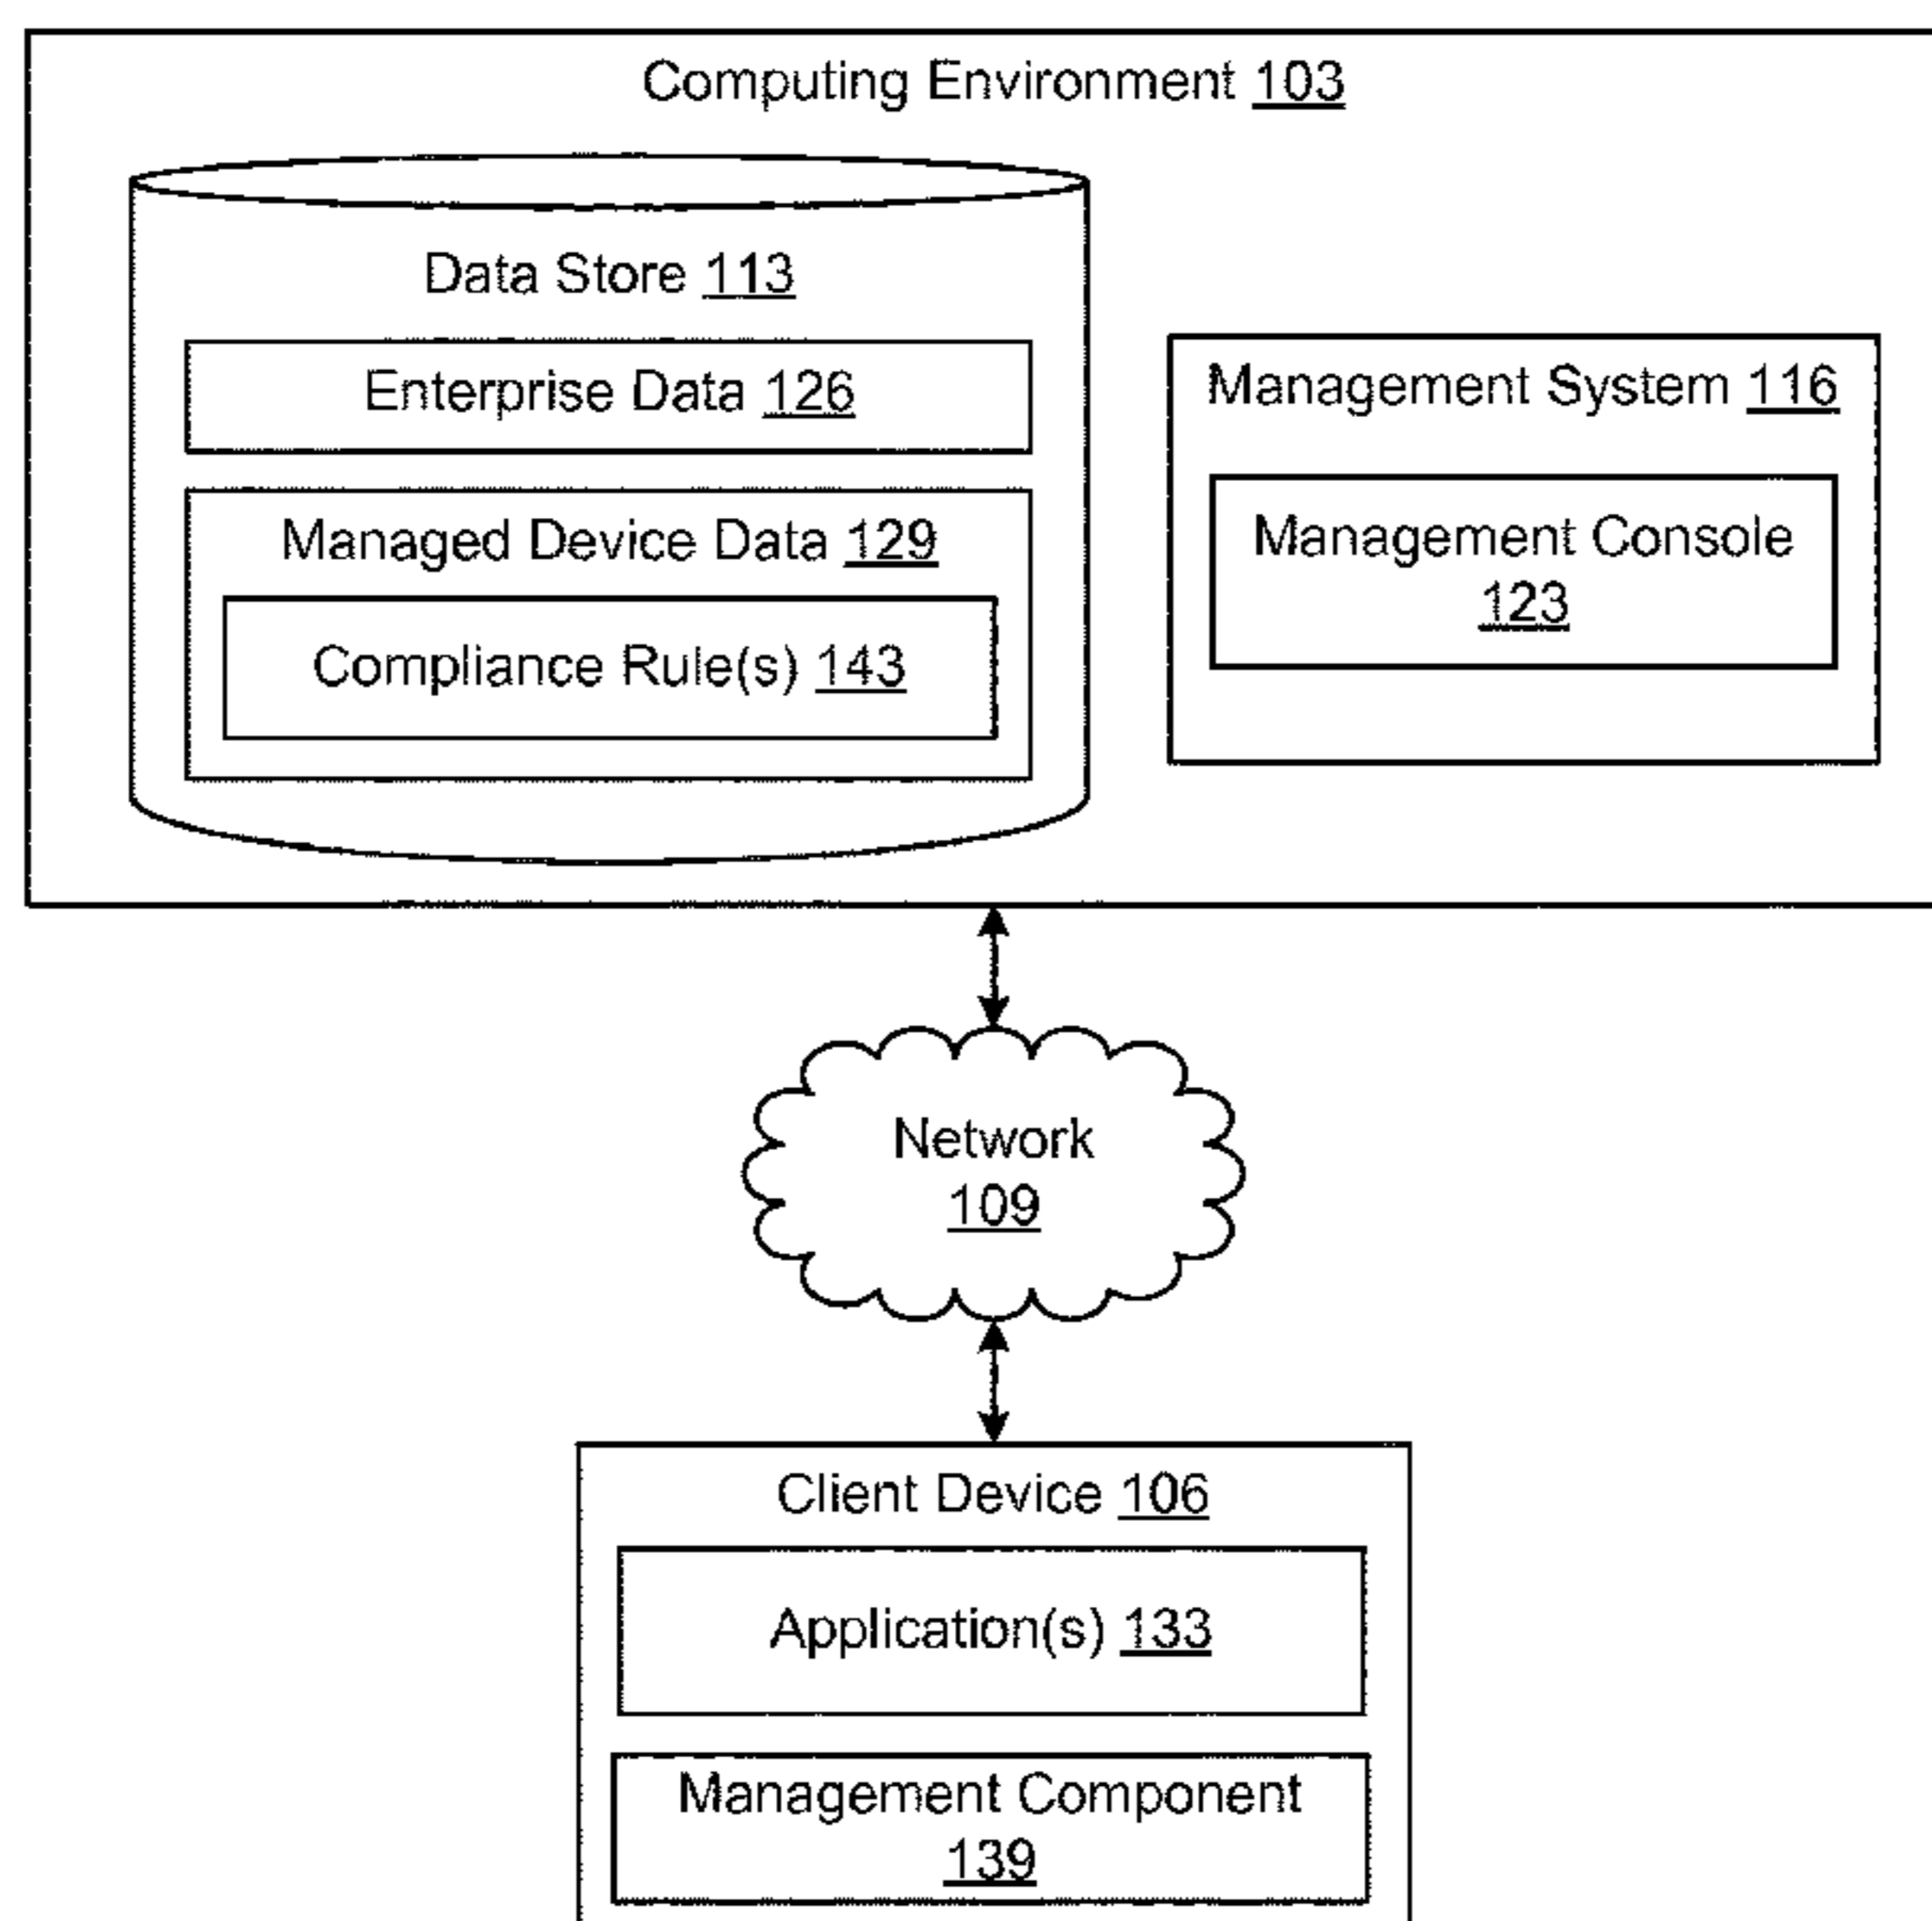 Computing Environment 103
Data Store 113
Enterprise Data 126
Managed Device Data 129
Compliance Rule(s) 143
Management System 116
Management Console
123
Network
109
Client Device 106
Application(s) 133
Management Component
139